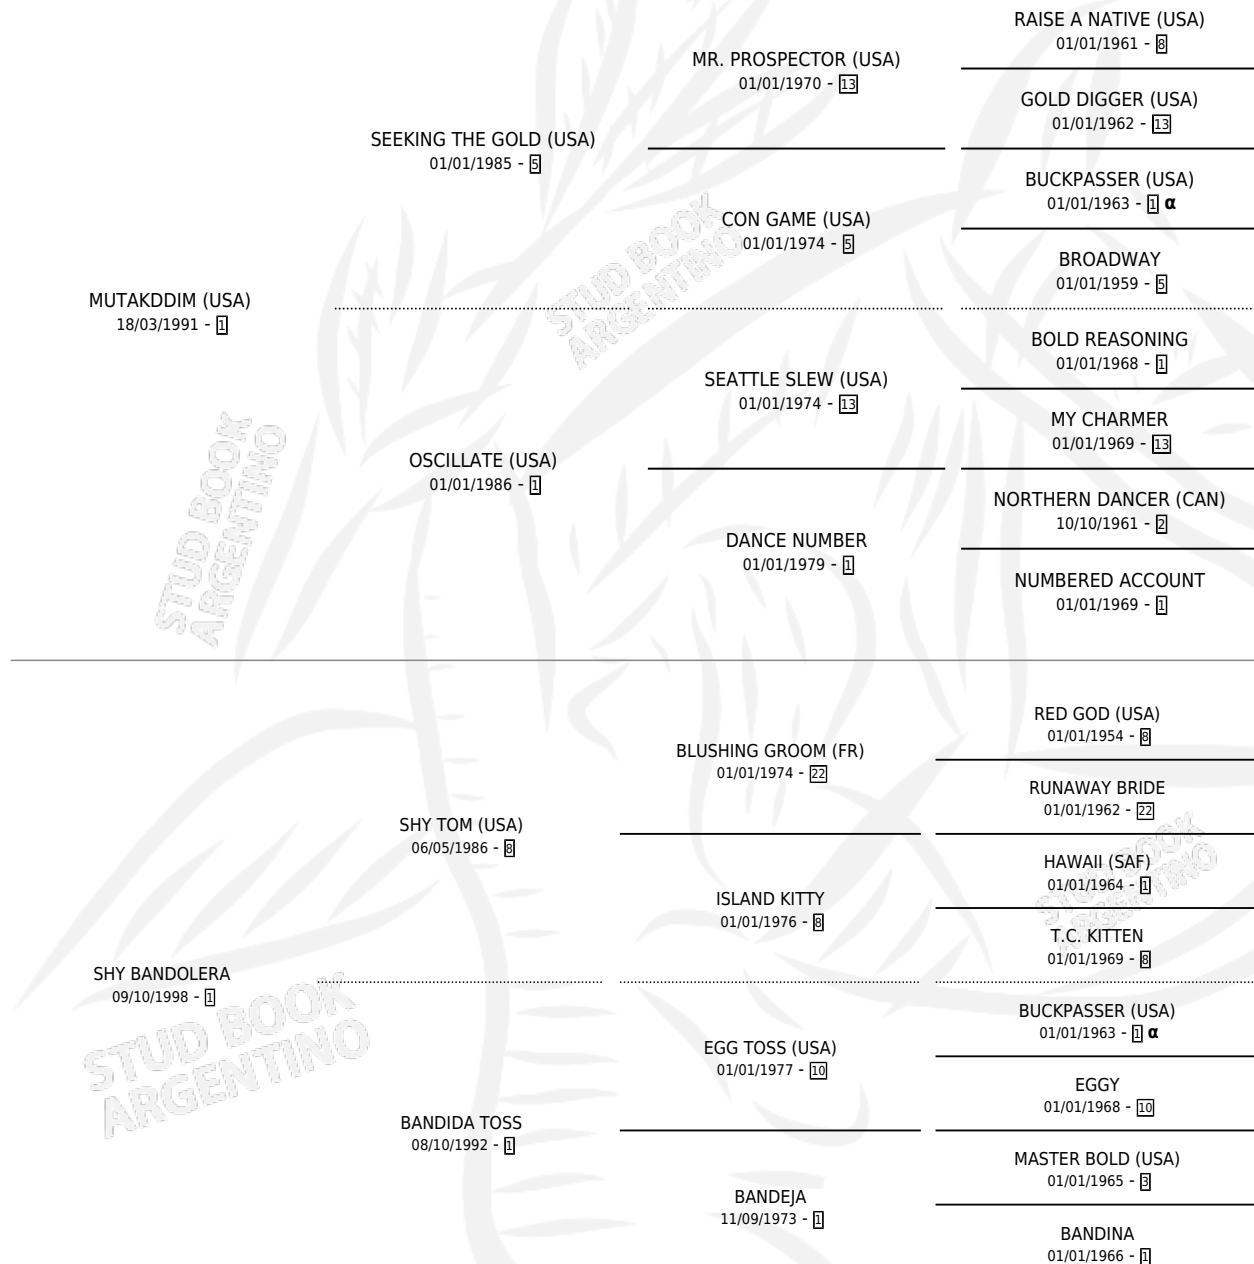 RAISE A NATIVE (USA)
01/01/1961 - 8
MR. PROSPECTOR (USA)
01/01/1970 - 13
GOLD DIGGER (USA)
01/01/1962 - 13
SEEKING THE GOLD (USA)
01/01/1985 - 5
BUCKPASSER (USA)
01/01/1963 - 1 α
CON GAME (USA)
01/01/1974 - 5
BROADWAY
01/01/1959 - 5
STUD BOOK
ARGENTINO
MUTAKDDIM (USA)
18/03/1991 - 1
BOLD REASONING
01/01/1968 - 1
SEATTLE SLEW (USA)
01/01/1974 - 13
MY CHARMER
01/01/1969 - 13
OSCILLATE (USA)
01/01/1986 - 1
NORTHERN DANCER (CAN)
10/10/1961 - 2
DANCE NUMBER
01/01/1979 - 1
NUMBERED ACCOUNT
01/01/1969 - 1
STUD BOOK
ARGENTINO
RED GOD (USA)
01/01/1954 - 8
BLUSHING GROOM (FR)
01/01/1974 - 22
RUNAWAY BRIDE
01/01/1962 - 22
SHY TOM (USA)
06/05/1986 - 8
HAWAII (SAF)
01/01/1964 - 1
ISLAND KITTY
01/01/1976 - 8
T.C. KITTEN
01/01/1969 - 8
STUD BOOK
ARGENTINO
SHY BANDOLERA
09/10/1998 - 1
BUCKPASSER (USA)
01/01/1963 - 1 α
EGG TOSS (USA)
01/01/1977 - 10
EGGY
01/01/1968 - 10
BANDIDA TOSS
08/10/1992 - 1
MASTER BOLD (USA)
01/01/1965 - 3
BANDEJA
11/09/1973 - 1
BANDINA
01/01/1966 - 1
STUD BOOK
ARGENTINO